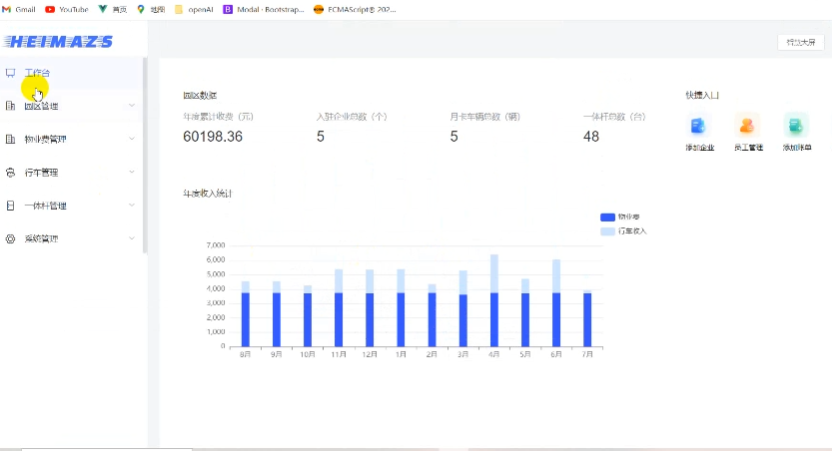 Gmail YouTube 首页 地图 openAI Modal · Bootstrap... ECMAScript® 202...
HEIMAZS
智慧大屏
工作台
园区管理
物业费管理
行车管理
一体杆管理
系统管理
园区数据
年度累计收费（元） 入驻企业总数（个） 月卡车辆总数（辆） 一体杆总数（台）
60198.36 5 5 48
快捷入口
添加企业 员工管理 添加账单
年度收入统计
物业费
行车收入
7,000
6,000
5,000
4,000
3,000
2,000
1,000
0
8月 9月 10月 11月 12月 1月 2月 3月 4月 5月 6月 7月